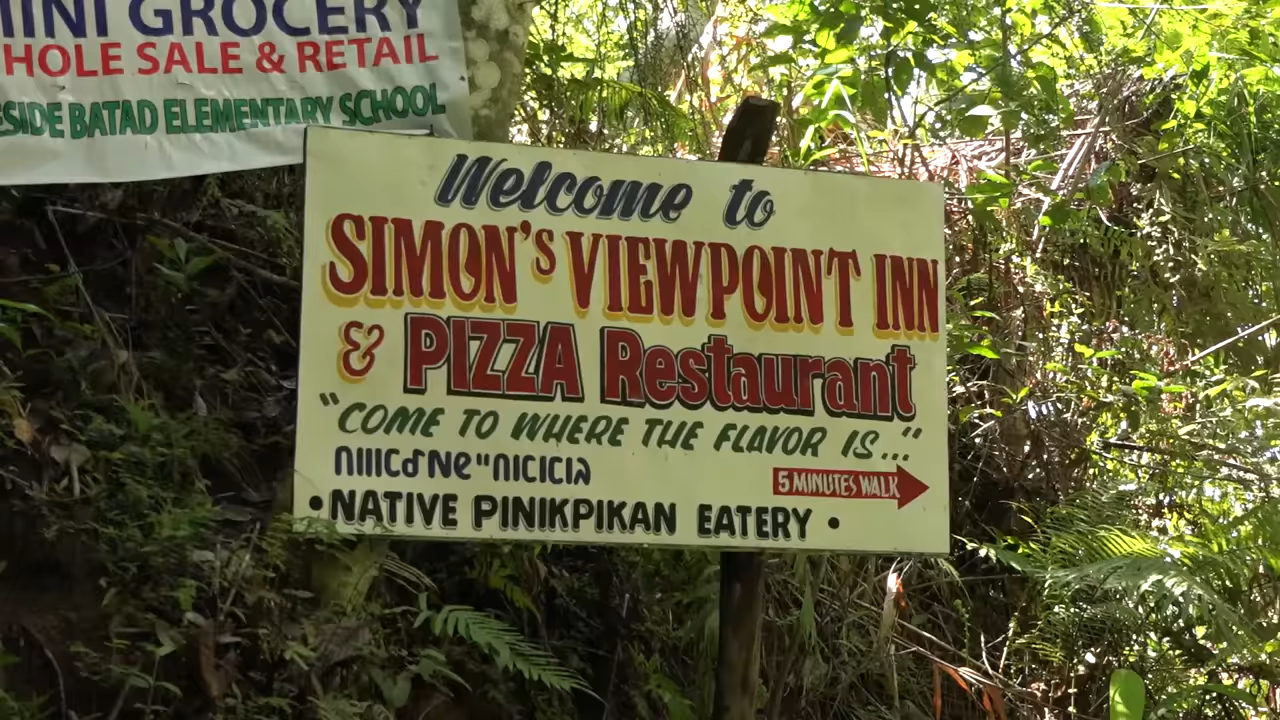 INI GROCERY
HOLE SALE & RETAIL
ESIDE BATAD ELEMENTARY SCHOOL
Welcome to
SIMON'S VIEWPOINT INN
& PIZZA Restaurant
"COME TO WHERE THE FLAVOR IS..."
5 MINUTES WALK
• NATIVE PINIKPIKAN EATERY •